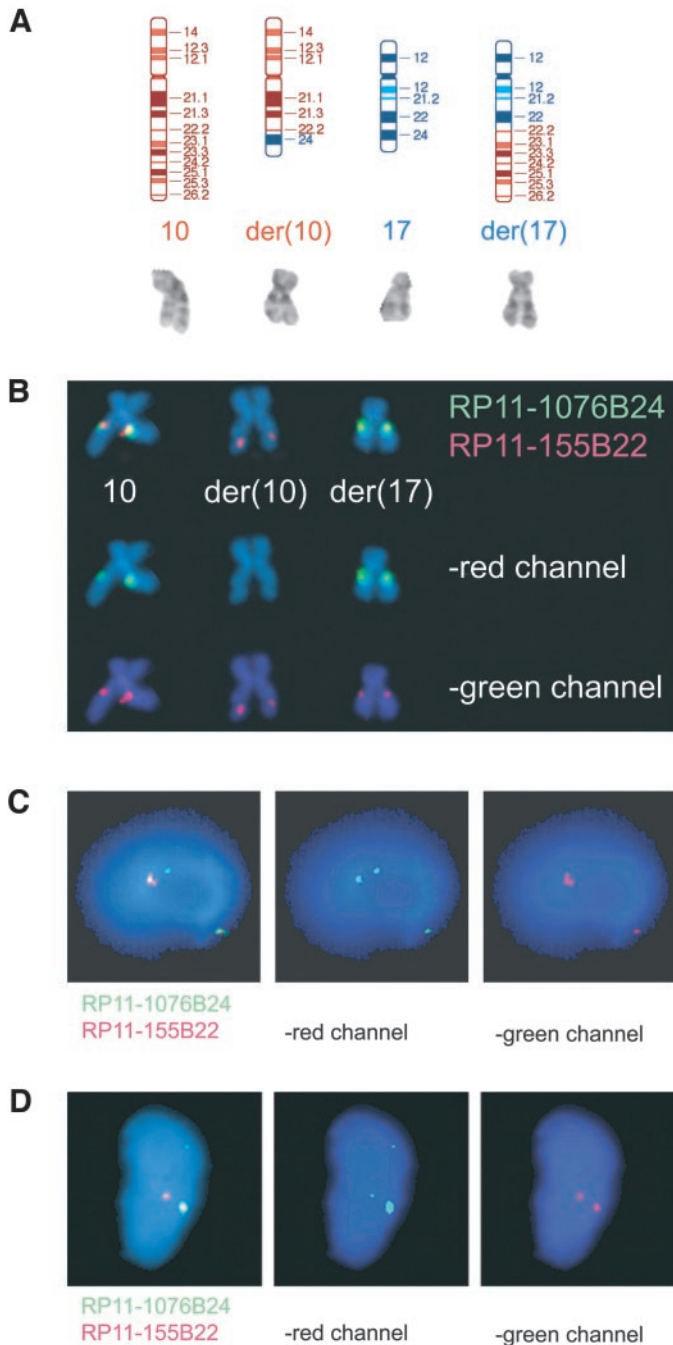 A
14
12.3
12.1
21.1
21.3
22.2
23.1
23.3
24.2
25.1
25.3
26.2
14
12.3
12.1
21.1
21.3
22.2
24
12
12
21.2
22
24
12
12
21.2
22
22.2
23.1
23.3
24.2
25.1
25.3
26.2
10 der(10) 17 der(17)
B
RP11-1076B24
RP11-155B22
10 der(10) der(17)
-red channel
-green channel
C
RP11-1076B24
RP11-155B22 -red channel -green channel
D
RP11-1076B24
RP11-155B22 -red channel -green channel